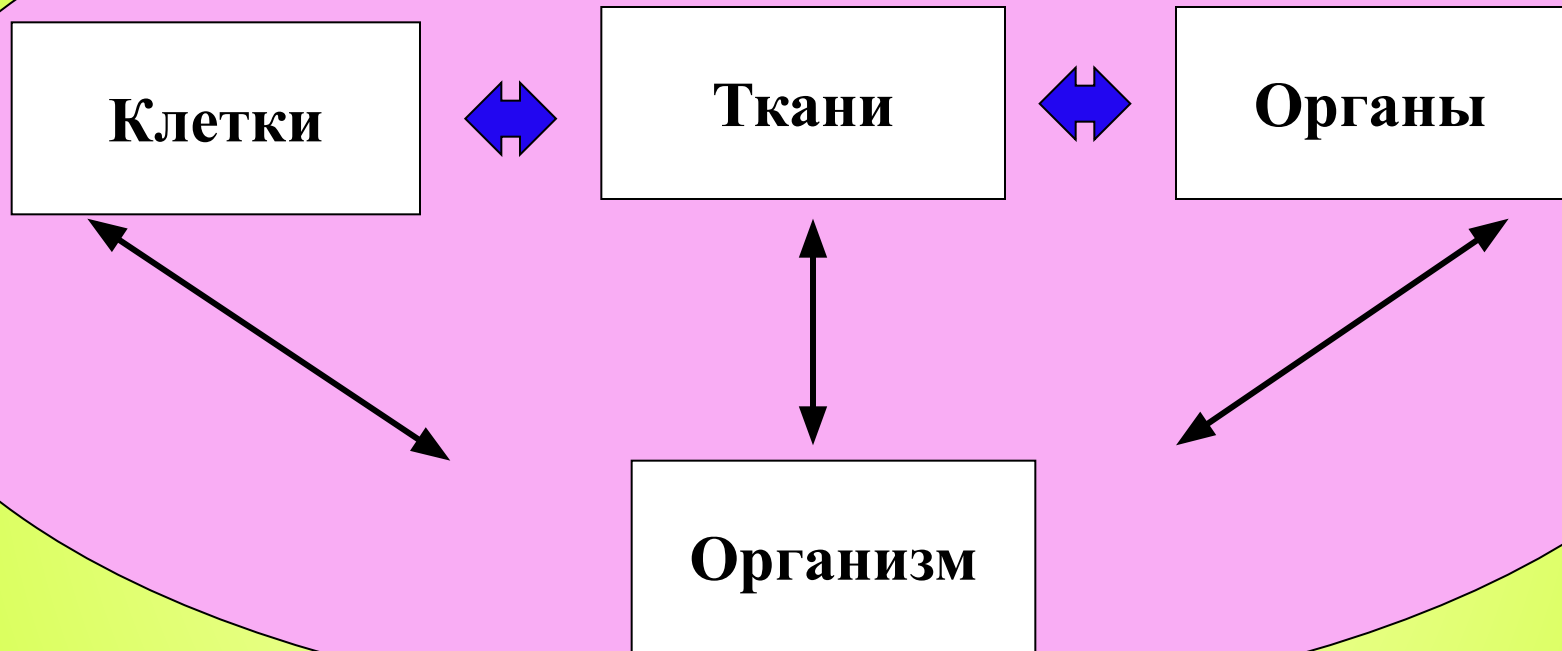 Клетки
Ткани
Органы
Организм